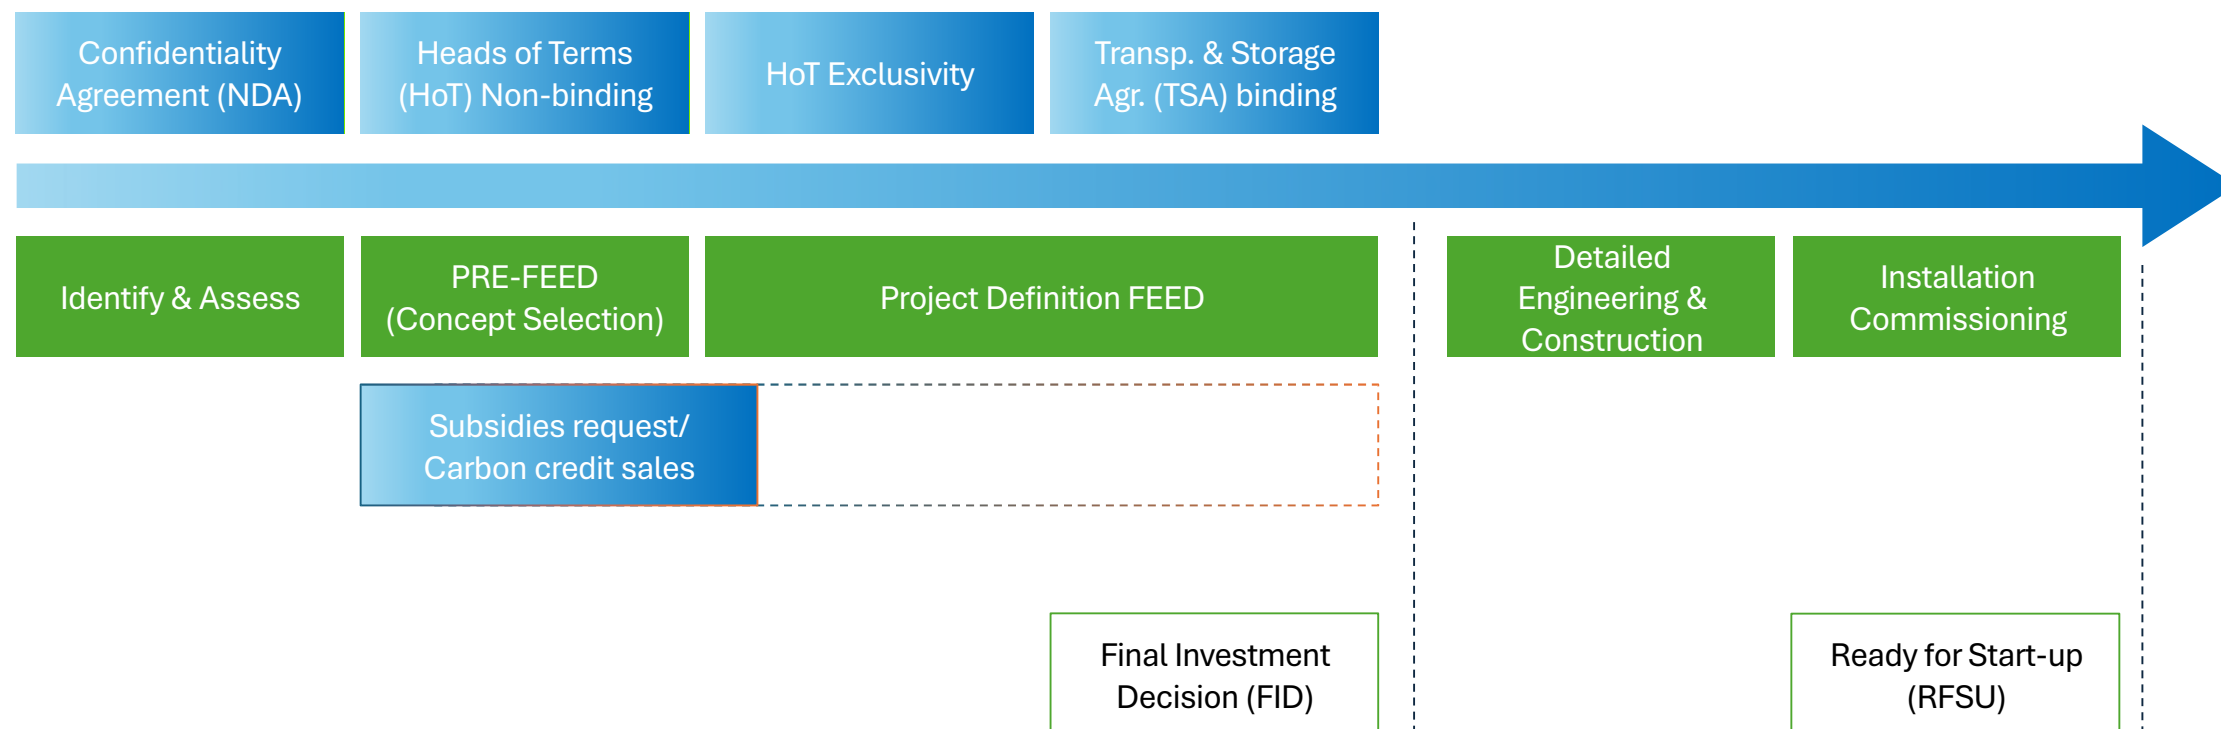 Confidentiality
Agreement (NDA)
Heads of Terms
(HoT) Non-binding
HoT Exclusivity
Transp. & Storage
Agr. (TSA) binding
Identify & Assess
PRE-FEED
(Concept Selection)
Project Definition FEED
Detailed
Engineering &
Construction
Installation
Commissioning
Subsidies request/
Carbon credit sales
Final Investment
Decision (FID)
Ready for Start-up
(RFSU)